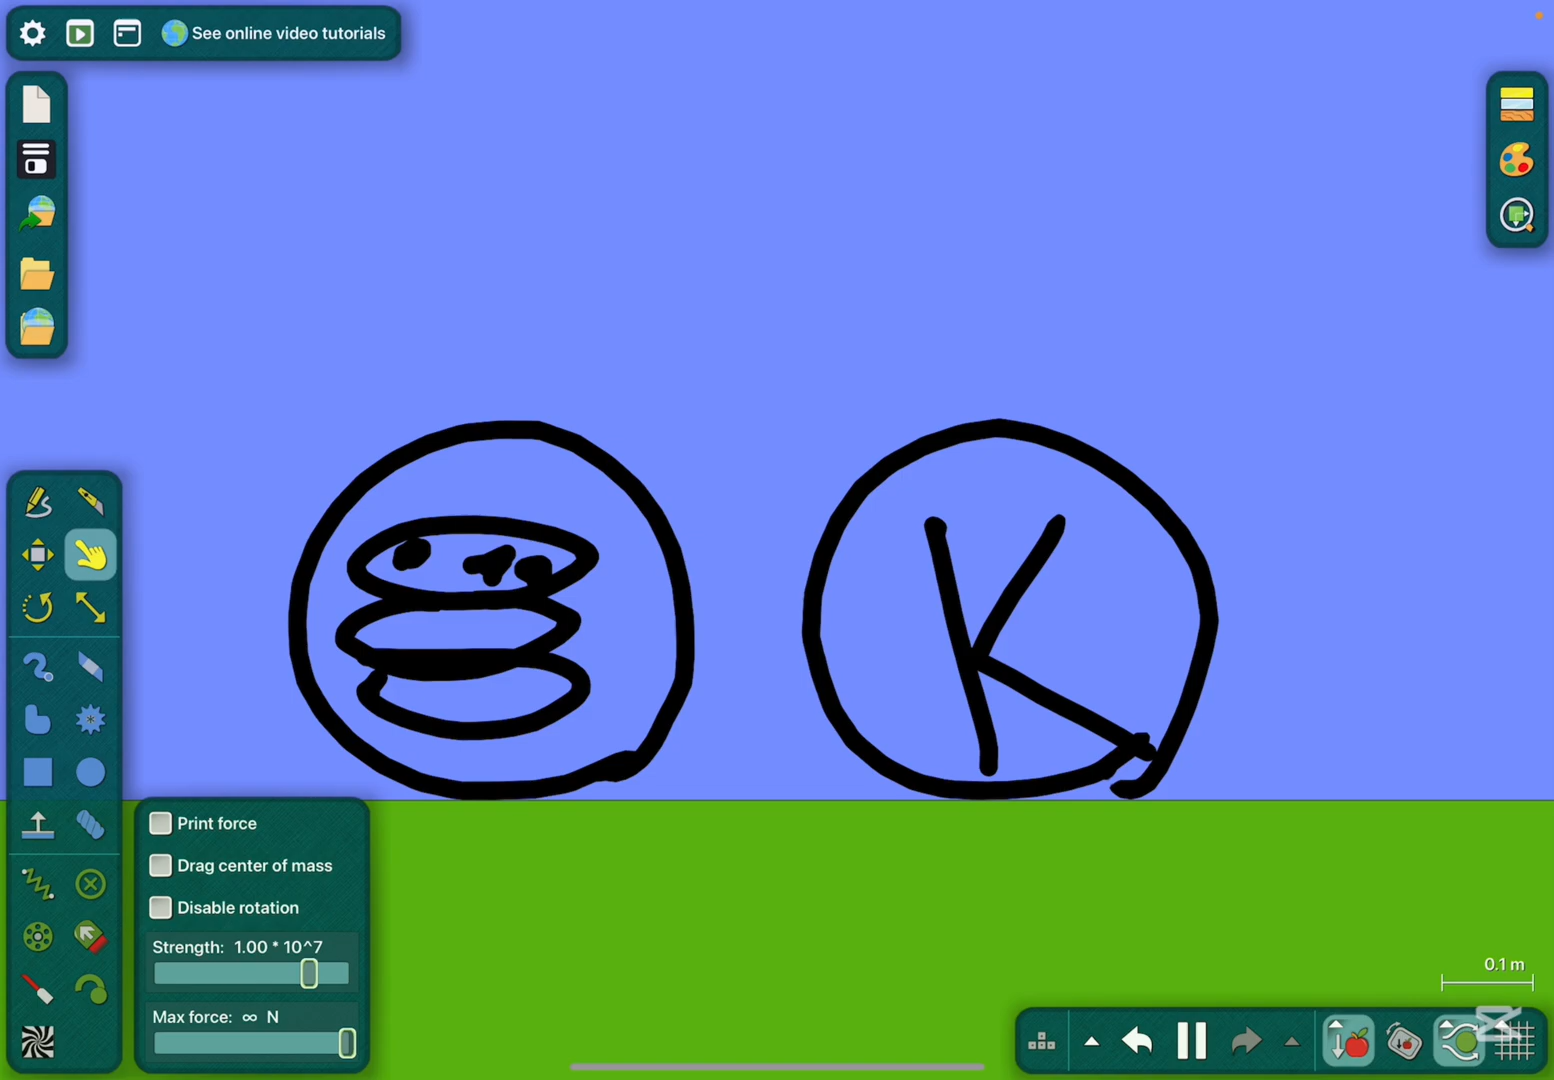 See online video tutorials
K
Print force
Drag center of mass
Disable rotation
Strength: 1.00 * 10^7
Max force: ∞ N
0.1 m